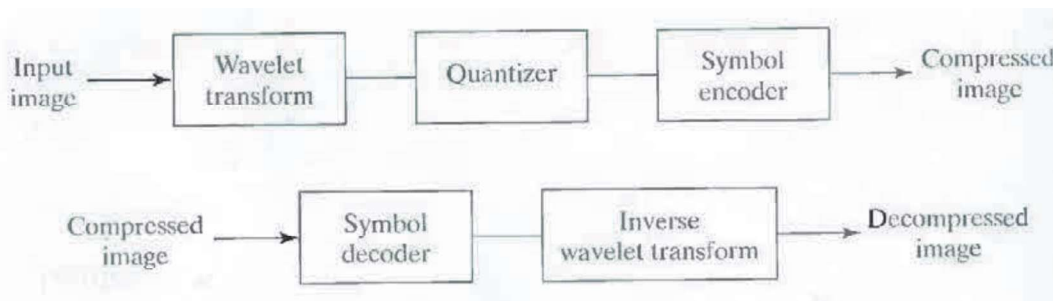 Input
image
Wavelet
transform
Quantizer
Symbol
encoder
Compressed
image
Compressed
image
Symbol
decoder
Inverse
wavelet transform
Decompressed
image